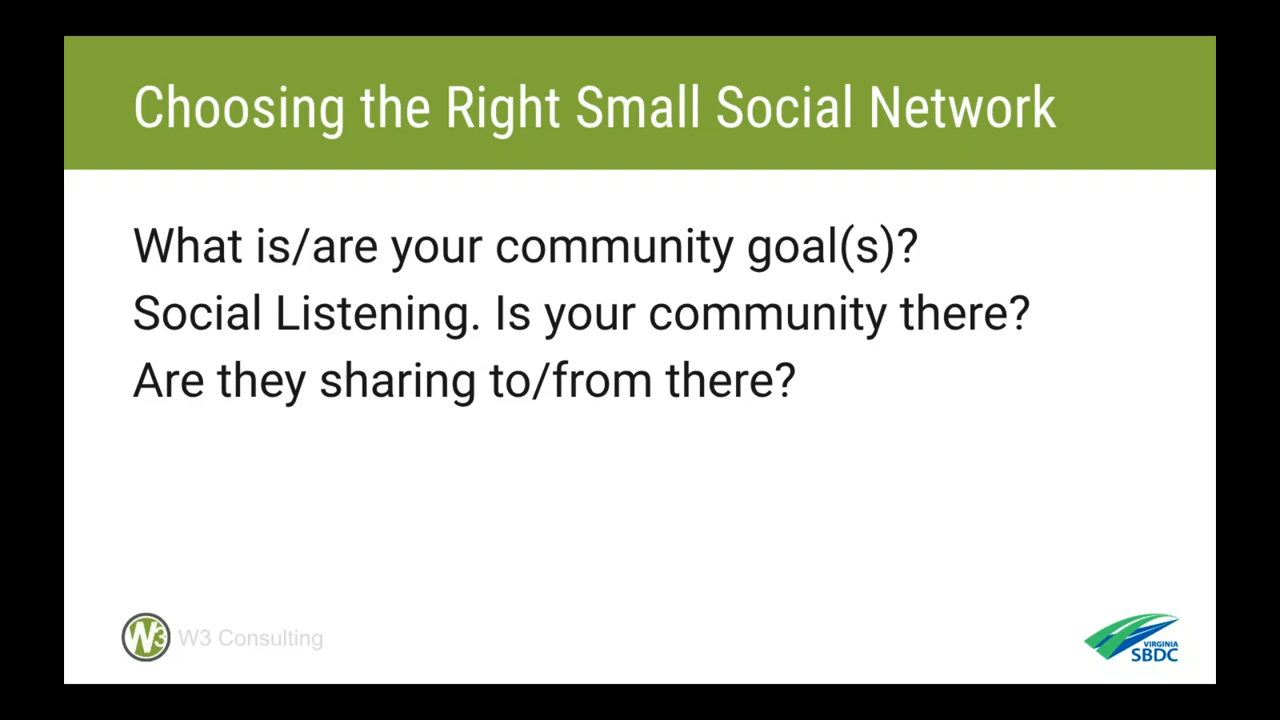 Choosing the Right Small Social Network
What is/are your community goal(s)?
Social Listening. Is your community there?
Are they sharing to/from there?
W3 W3 Consulting
VIRGINIA
SBDC